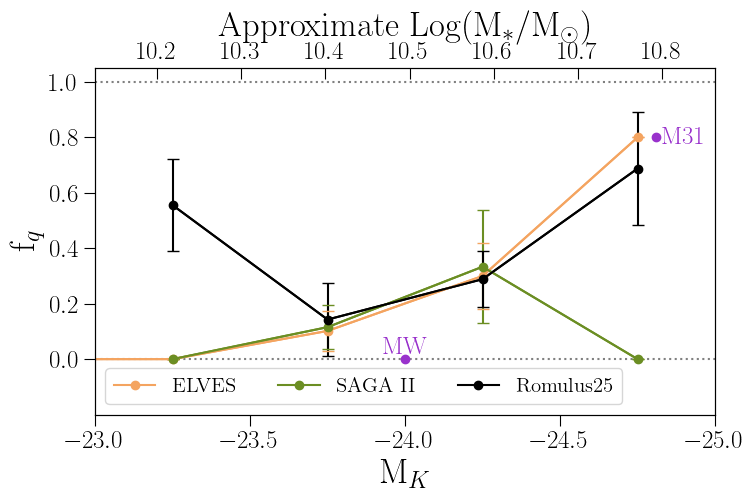 Approximate Log(M*/M⊙)
10.2 10.3 10.4 10.5 10.6 10.7 10.8
1.0
0.8
0.6
0.4
0.2
0.0
f_q
M31
MW
ELVES SAGA II Romulus25
−23.0 −23.5 −24.0 −24.5 −25.0
M_K